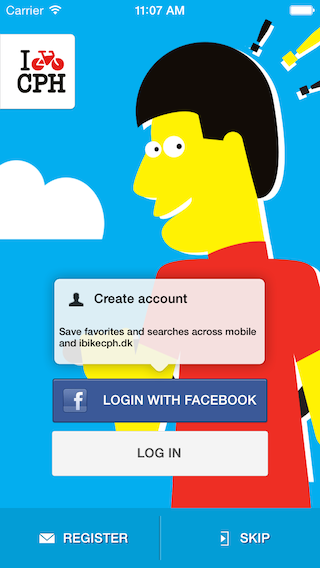 Carrier 11:07 AM
I
CPH
Create account
Save favorites and searches across mobile
and ibikecph.dk
f LOGIN WITH FACEBOOK
LOG IN
REGISTER
SKIP